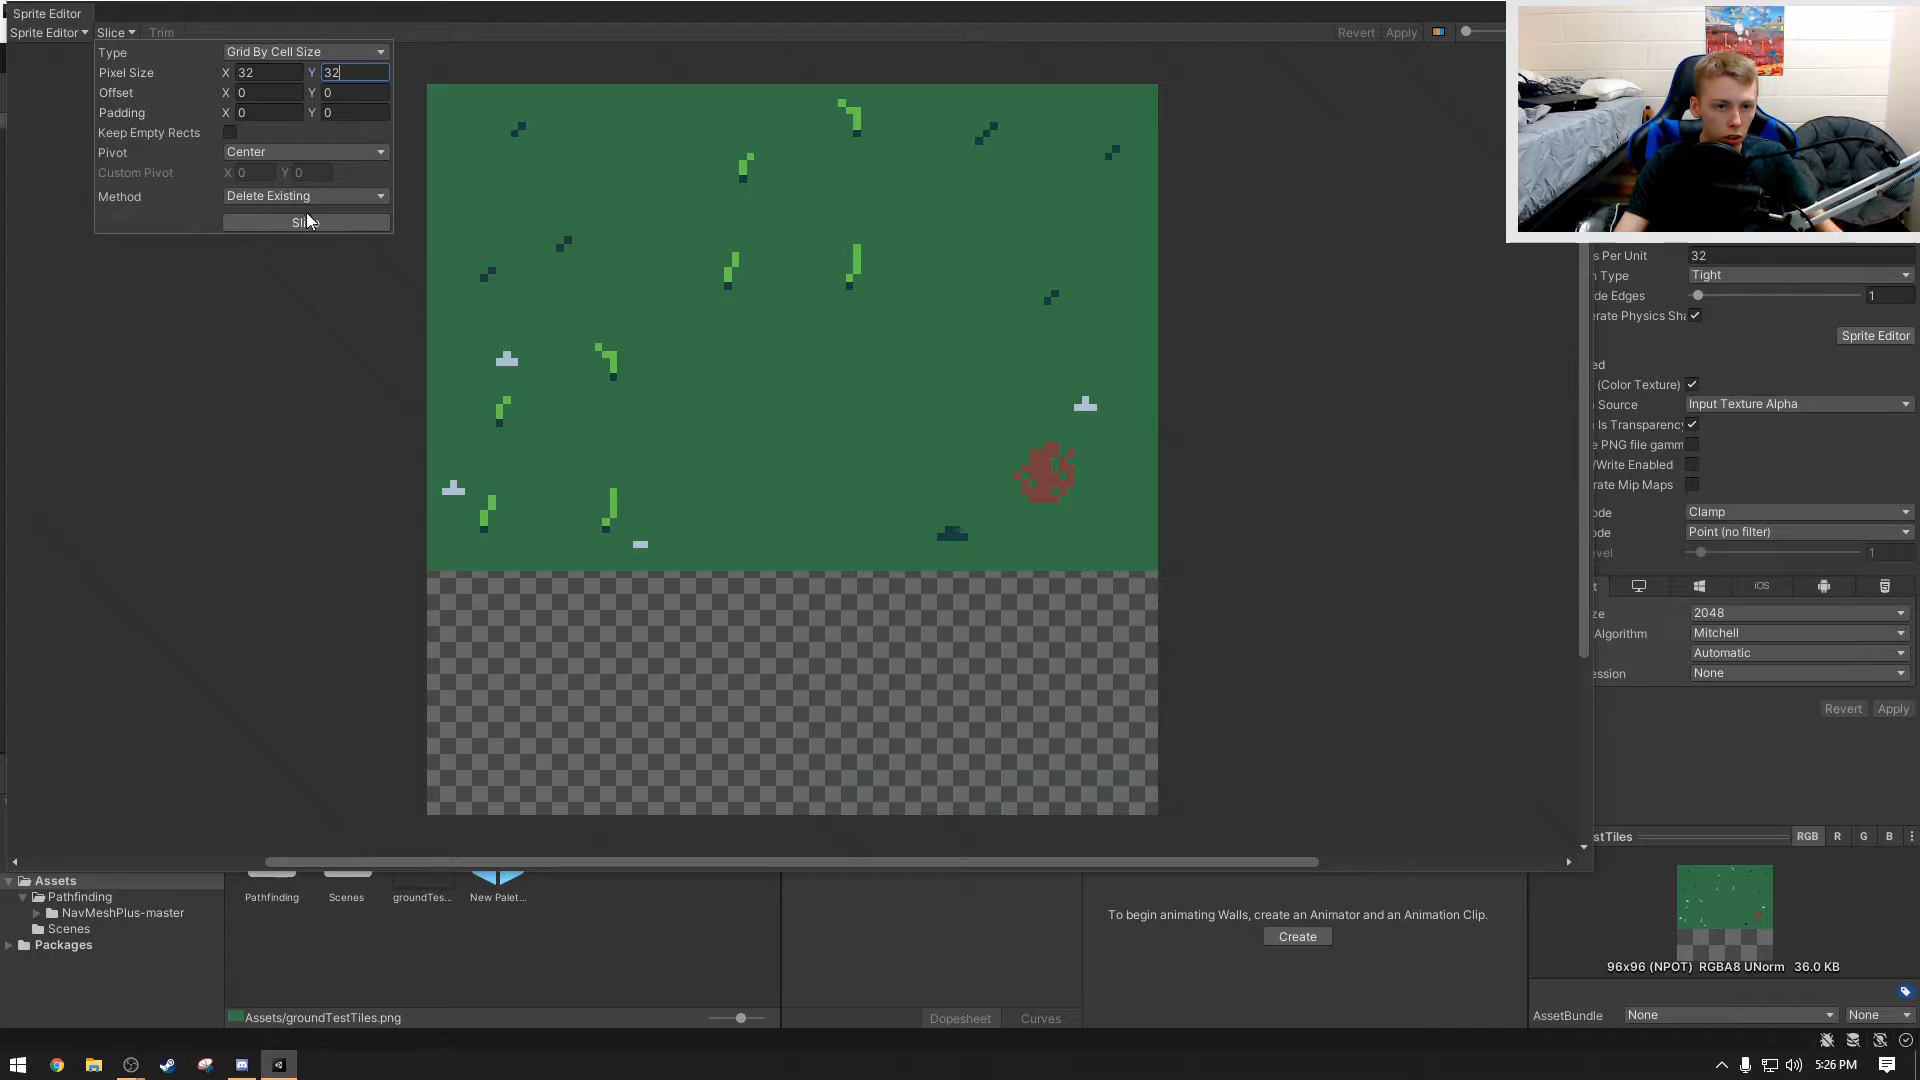 Sprite Editor
Sprite Editor Slice Trim Revert Apply
Type Grid By Cell Size
Pixel Size X 32 Y 32
Offset X 0 Y 0
Padding X 0 Y 0
Keep Empty Rects
Pivot Center
Custom Pivot X 0 Y 0
Method Delete Existing
s Per Unit 32
n Type Tight
de Edges 1
erate Physics Sha
Sprite Editor
ed
(Color Texture)
n Source Input Texture Alpha
Is Transparency
e PNG file gamm
/Write Enabled
rate Mip Maps
ode Clamp
ode Point (no filter)
evel 1
iOS
ze 2048
Algorithm Mitchell
Automatic
ession None
Revert Apply
stTiles RGB R G B
96x96 (NPOT) RGBA8 UNorm 36.0 KB
AssetBundle None None
Assets
Pathfinding
NavMeshPlus-master
Scenes
Packages
Pathfinding Scenes groundTes... New Palet...
Assets/groundTestTiles.png
To begin animating Walls, create an Animator and an Animation Clip.
Create
Dopesheet Curves
5:26 PM